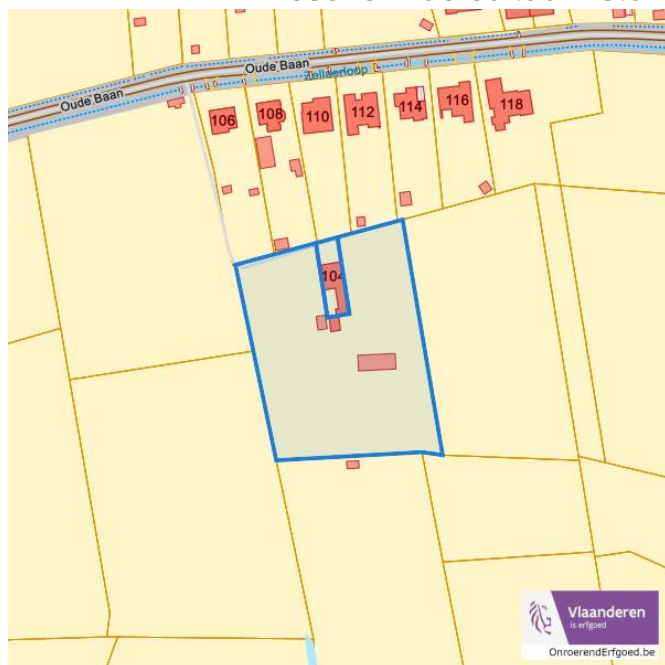 Oude Baan
Zellaerloop
Oude Baan
106
108
110
112
114
116
118
104
Vlaanderen
is erfgoed
OnroerendErfgoed.be